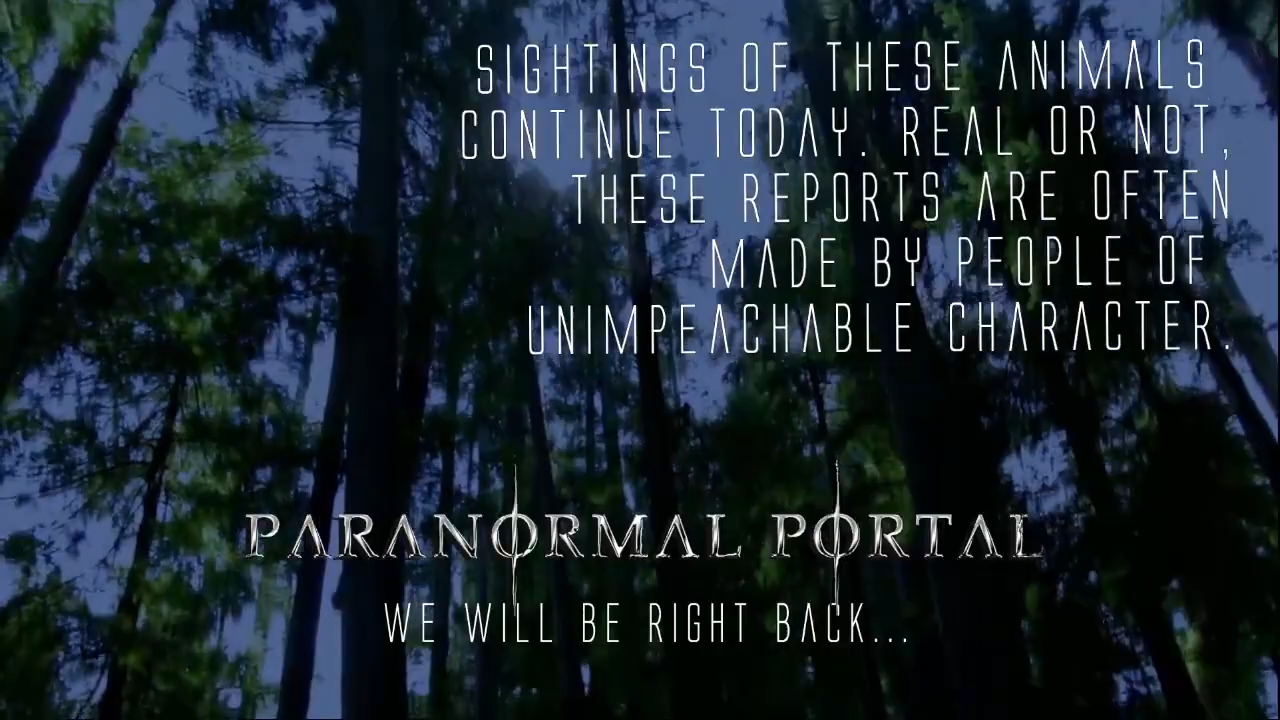 SIGHTINGS OF THESE ANIMALS
CONTINUE TODAY. REAL OR NOT,
THESE REPORTS ARE OFTEN
MADE BY PEOPLE OF
UNIMPEACHABLE CHARACTER.
PARANORMAL PORTAL
WE WILL BE RIGHT BACK...